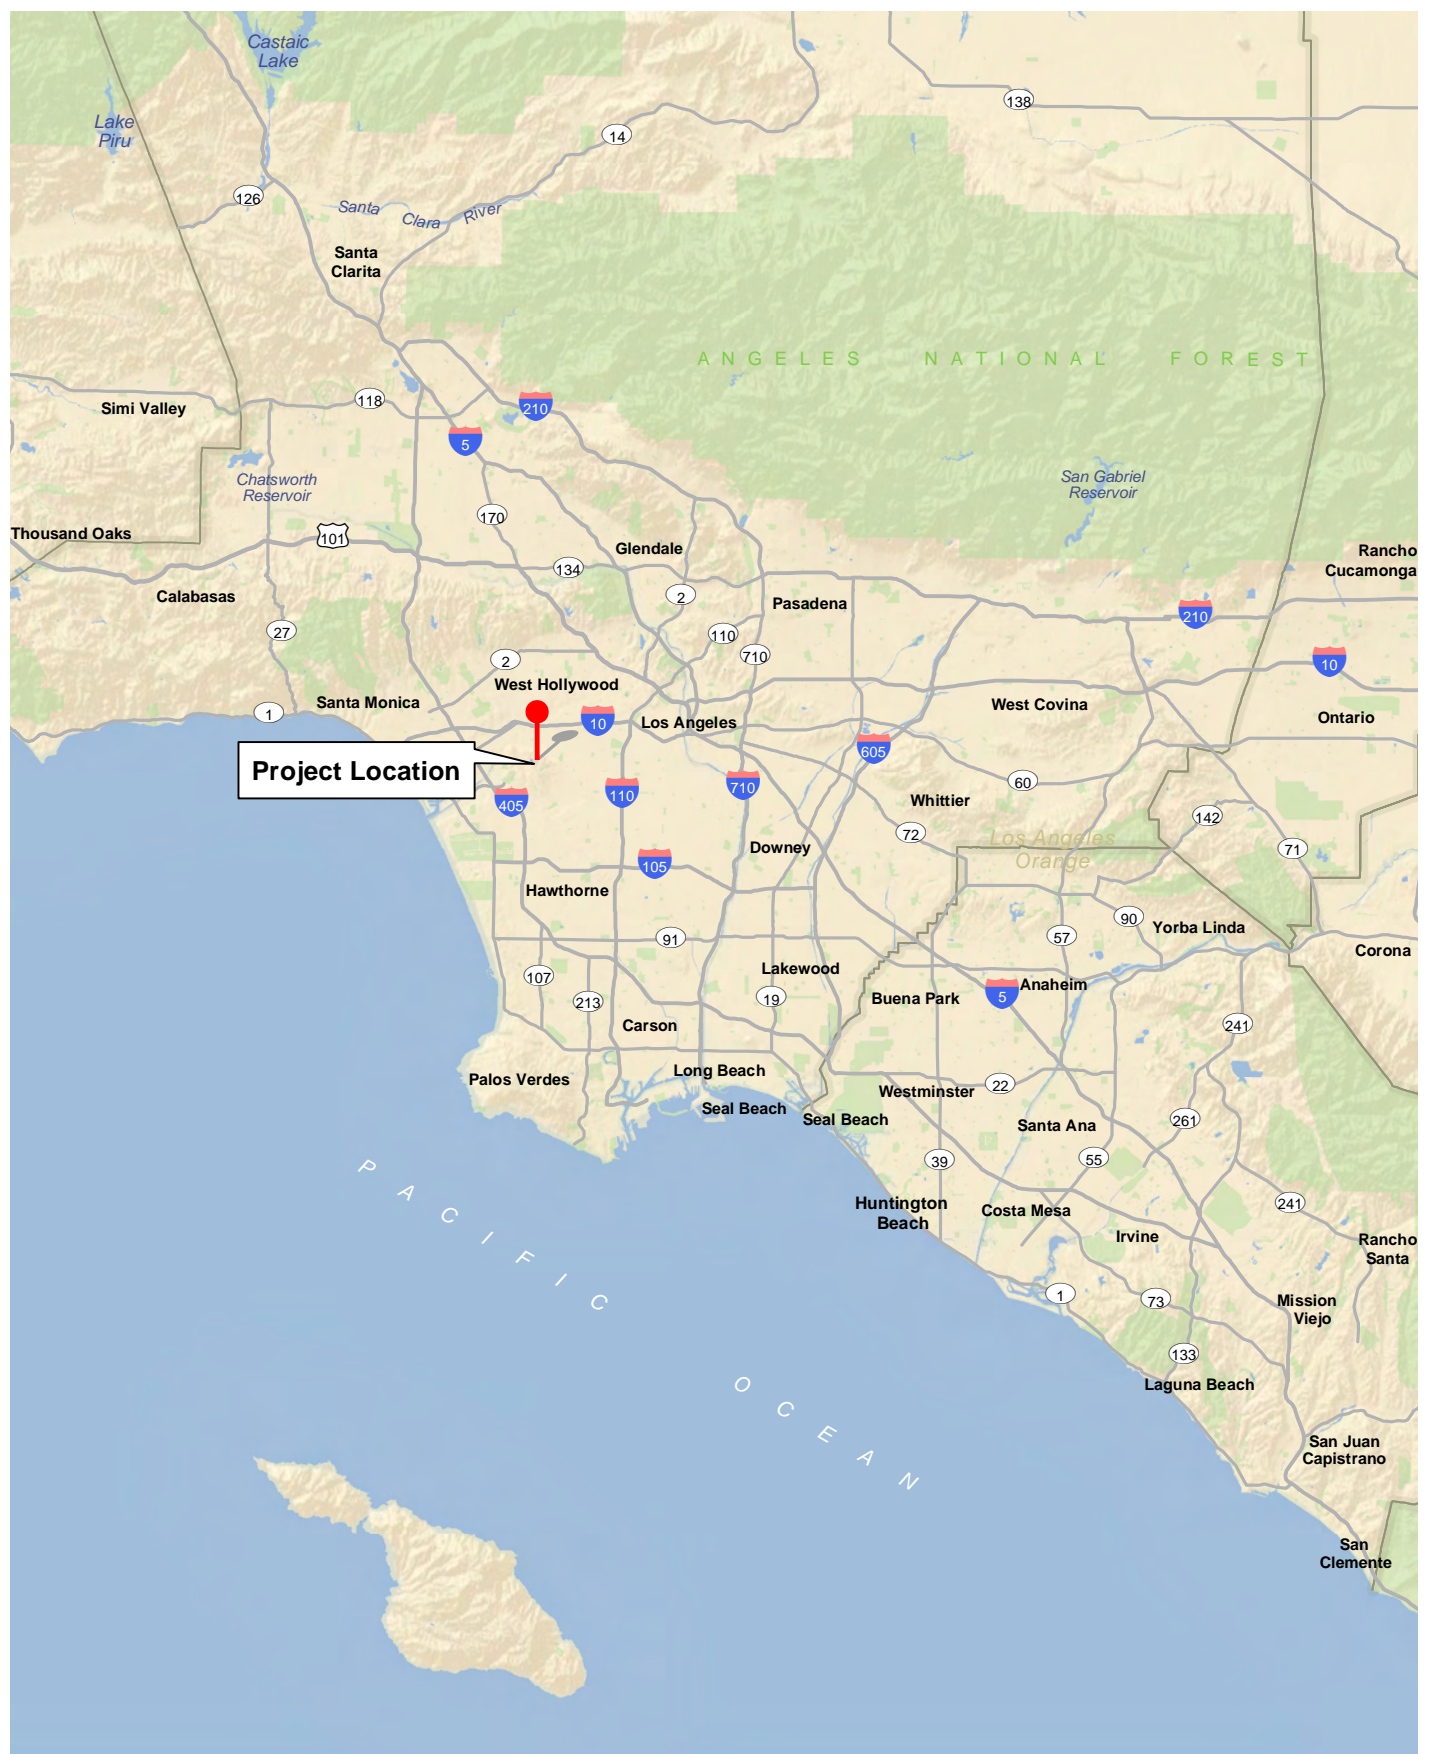 Castaic
Lake
138
Lake
Piru
14
126
Santa Clara River
Santa
Clarita
ANGELES NATIONAL FOREST
118
Simi Valley
210
5
Chatsworth
Reservoir
San Gabriel
Reservoir
170
Thousand Oaks
101
Glendale
Rancho
Cucamonga
134
Calabasas
2
Pasadena
210
27
110
710
2
10
West Hollywood
Santa Monica
1
West Covina
10
Los Angeles
Ontario
605
Project Location
60
405
110
710
Whittier
142
72
Los Angeles
Orange
Downey
71
105
Hawthorne
90
Yorba Linda
91
57
Corona
Lakewood
107
Anaheim
19
Buena Park
5
213
Carson
241
Long Beach
Palos Verdes
22
Westminster
Seal Beach
Seal Beach
261
Santa Ana
39
55
PACIFIC
Huntington
Beach
Costa Mesa
241
Irvine
Rancho
Santa
1
73
Mission
Viejo
133
Laguna Beach
OCEAN
San Juan
Capistrano
San
Clemente